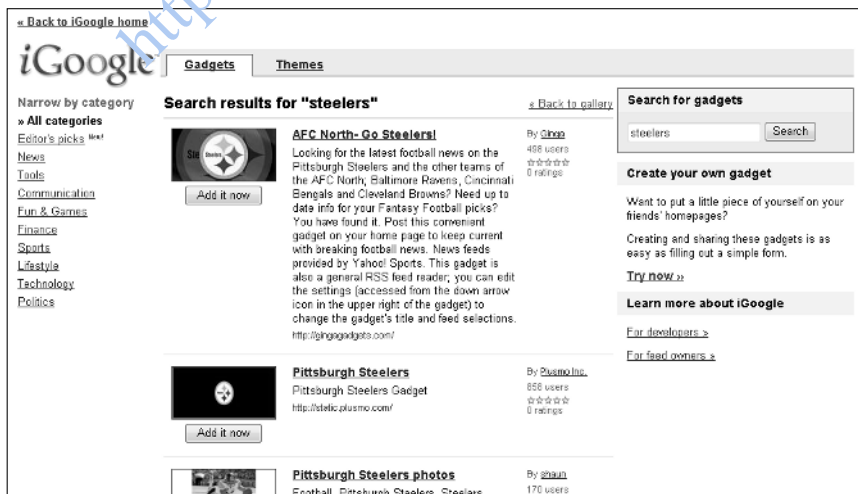 « Back to iGoogle home
http
iGoogle™
Gadgets
Themes
Narrow by category
» All categories
Editor's picks New!
News
Tools
Communication
Fun & Games
Finance
Sports
Lifestyle
Technology
Politics
Search results for "steelers"
« Back to gallery
Steelers
Add it now
AFC North- Go Steelers!
Looking for the latest football news on the
Pittsburgh Steelers and the other teams of
the AFC North; Baltimore Ravens, Cincinnati
Bengals and Cleveland Browns? Need up to
date info for your Fantasy Football picks?
You have found it. Post this convenient
gadget on your home page to keep current
with breaking football news. News feeds
provided by Yahoo! Sports. This gadget is
also a general RSS feed reader; you can edit
the settings (accessed from the down arrow
icon in the upper right of the gadget) to
change the gadget's title and feed selections.
http://gingagadgets.com/
By Ginga
498 users
0 ratings
Add it now
Pittsburgh Steelers
Pittsburgh Steelers Gadget
http://static.plusmo.com/
By Plusmo Inc.
858 users
0 ratings
Pittsburgh Steelers photos
Football, Pittsburgh Steelers, Steelers
By shaun
170 users
Search for gadgets
steelers
Search
Create your own gadget
Want to put a little piece of yourself on your
friends' homepages?
Creating and sharing these gadgets is as
easy as filling out a simple form.
Try now »
Learn more about iGoogle
For developers »
For feed owners »